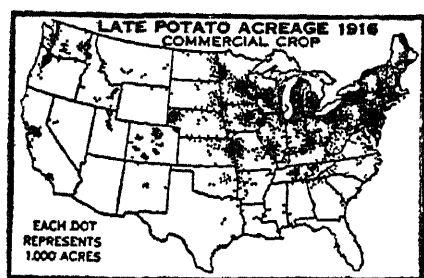 LATE POTATO ACREAGE 1916
COMMERCIAL CROP
EACH DOT
REPRESENTS
1.000 ACRES